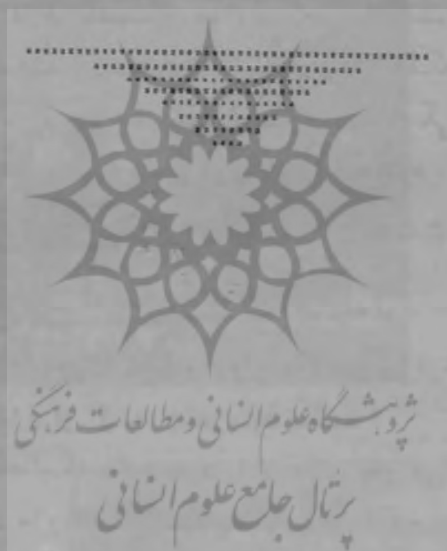 پژوهشگاه علوم انسانی و مطالعات فرهنگی
پرتال جامع علوم انسانی